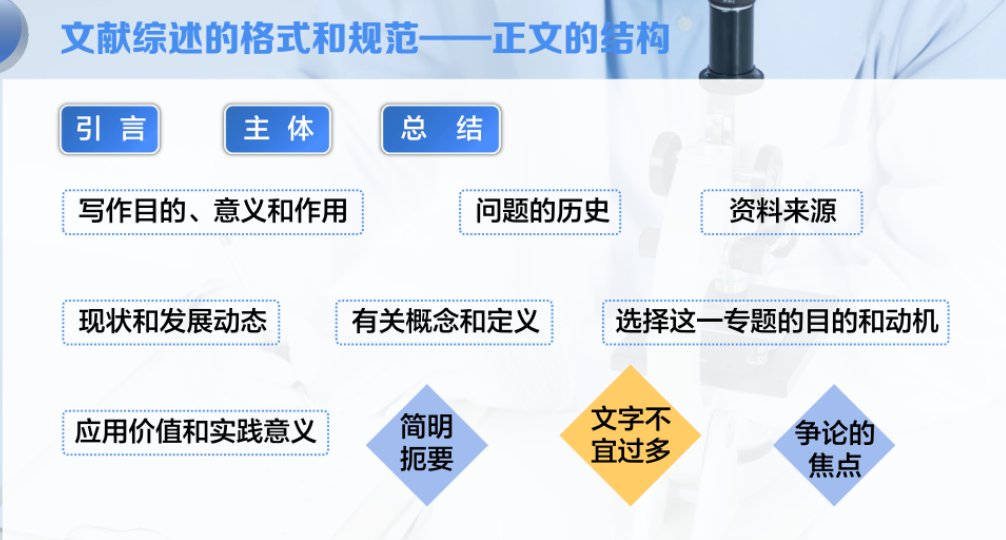 文献综述的格式和规范——正文的结构
引 言
主 体
总 结
写作目的、意义和作用
问题的历史
资料来源
现状和发展动态
有关概念和定义
选择这一专题的目的和动机
应用价值和实践意义
简明
扼要
文字不
宜过多
争论的
焦点